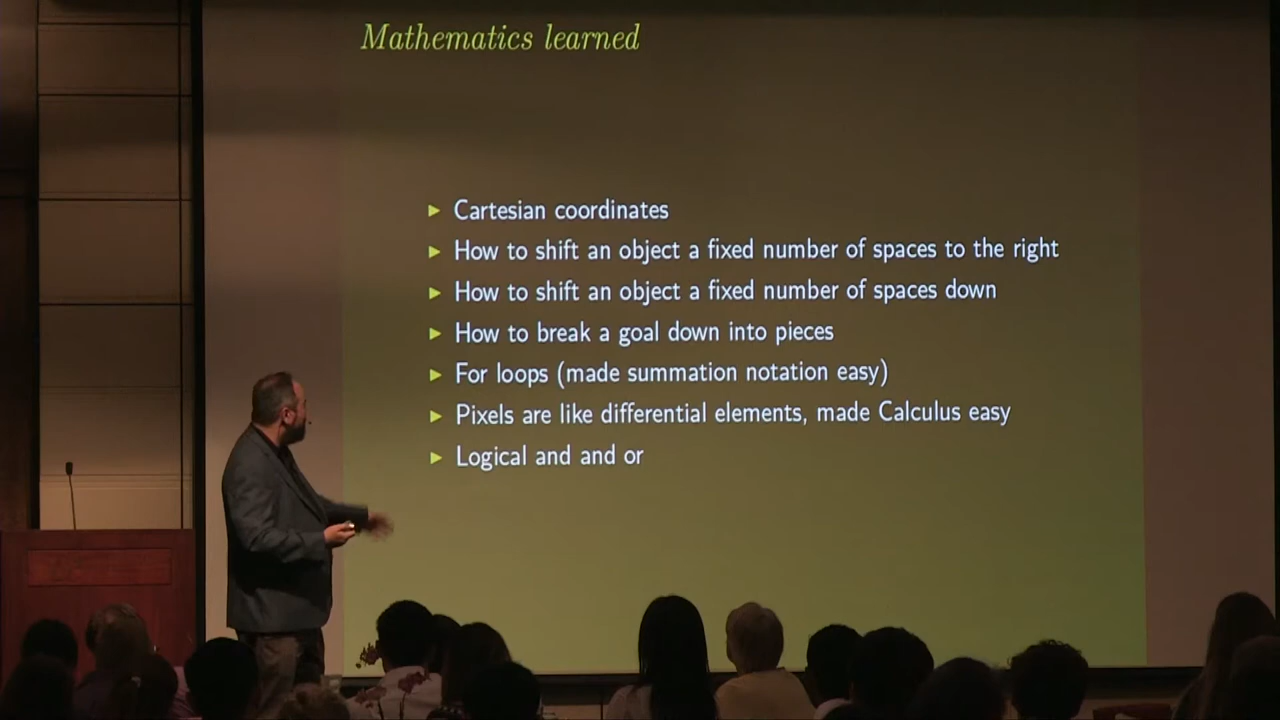 Mathematics learned
Cartesian coordinates
How to shift an object a fixed number of spaces to the right
How to shift an object a fixed number of spaces down
How to break a goal down into pieces
For loops (made summation notation easy)
Pixels are like differential elements, made Calculus easy
Logical and and or